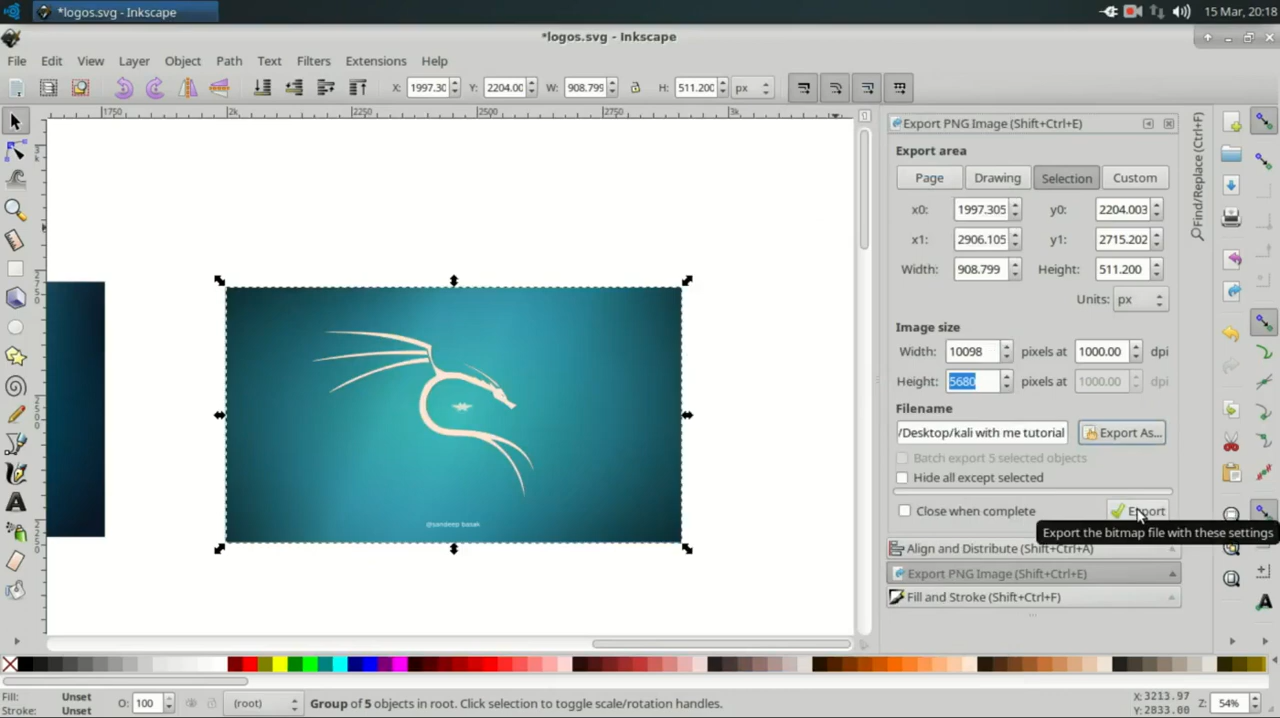 *logos.svg - Inkscape
15 Mar, 20:18
*logos.svg - Inkscape
File Edit View Layer Object Path Text Filters Extensions Help
X: 1997.30 Y: 2204.00 W: 908.799 H: 511.200 px
1750 2k 2250 2500 2750 3k
Export PNG Image (Shift+Ctrl+E)
Find/Replace (Ctrl+F)
Export area
Page Drawing Selection Custom
x0: 1997.305 y0: 2204.003
x1: 2906.105 y1: 2715.202
Width: 908.799 Height: 511.200
Units: px
Image size
Width: 10098 pixels at 1000.00 dpi
Height: 5680 pixels at 1000.00 dpi
Filename
/Desktop/kali with me tutorial Export As...
Batch export 5 selected objects
Hide all except selected
Close when complete Export
Export the bitmap file with these settings
@sandeep basak
Align and Distribute (Shift+Ctrl+A)
Export PNG Image (Shift+Ctrl+E)
Fill and Stroke (Shift+Ctrl+F)
Fill: Unset
Stroke: Unset
O: 100
(root)
Group of 5 objects in root. Click selection to toggle scale/rotation handles.
X: 3213.97
Y: 2833.00
Z: 54%